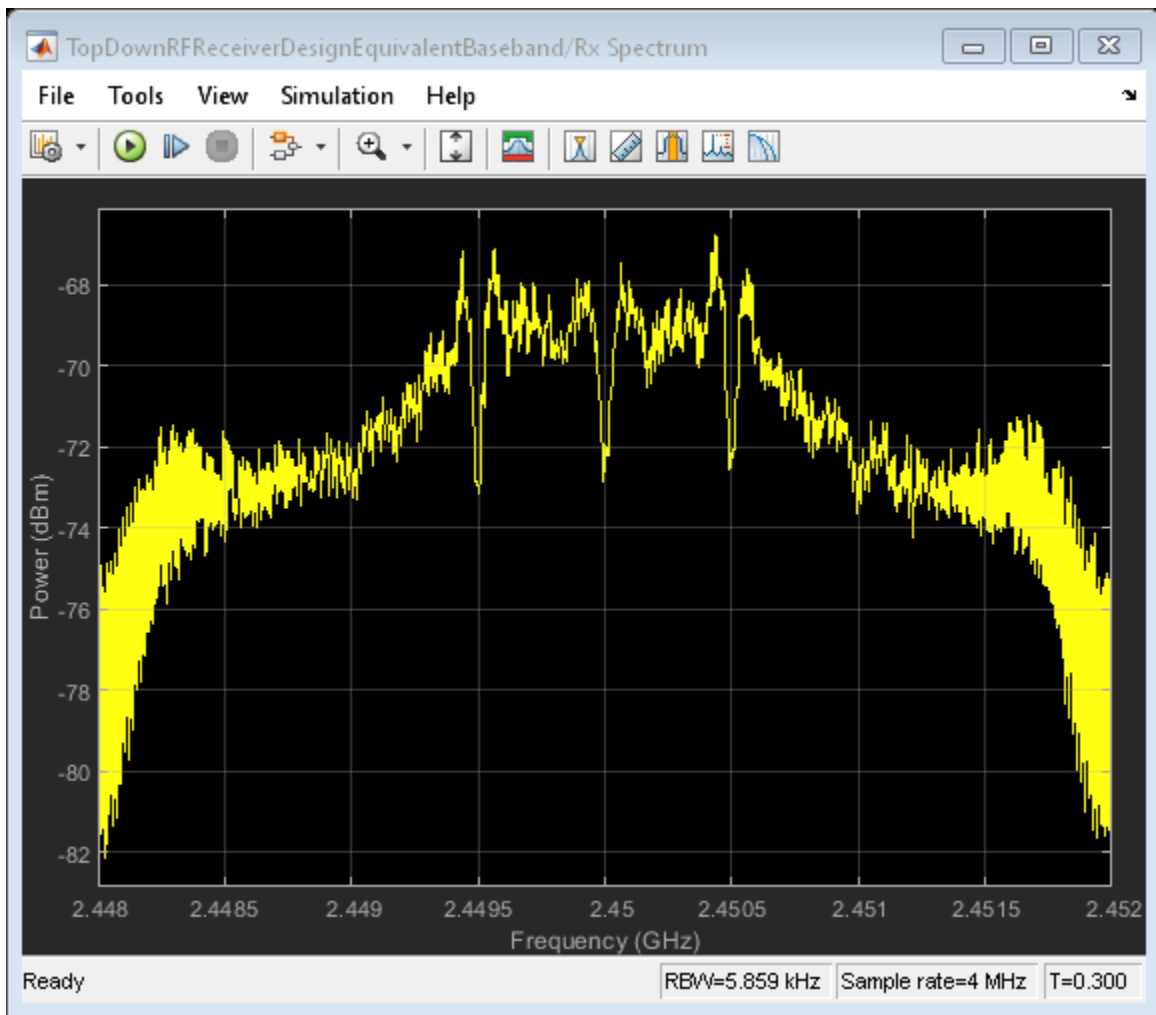 TopDownRFReceiverDesignEquivalentBaseband/Rx Spectrum
File Tools View Simulation Help
Power (dBm)
-68
-70
-72
-74
-76
-78
-80
-82
2.448 2.4485 2.449 2.4495 2.45 2.4505 2.451 2.4515 2.452
Frequency (GHz)
Ready RBW=5.859 kHz Sample rate=4 MHz T=0.300